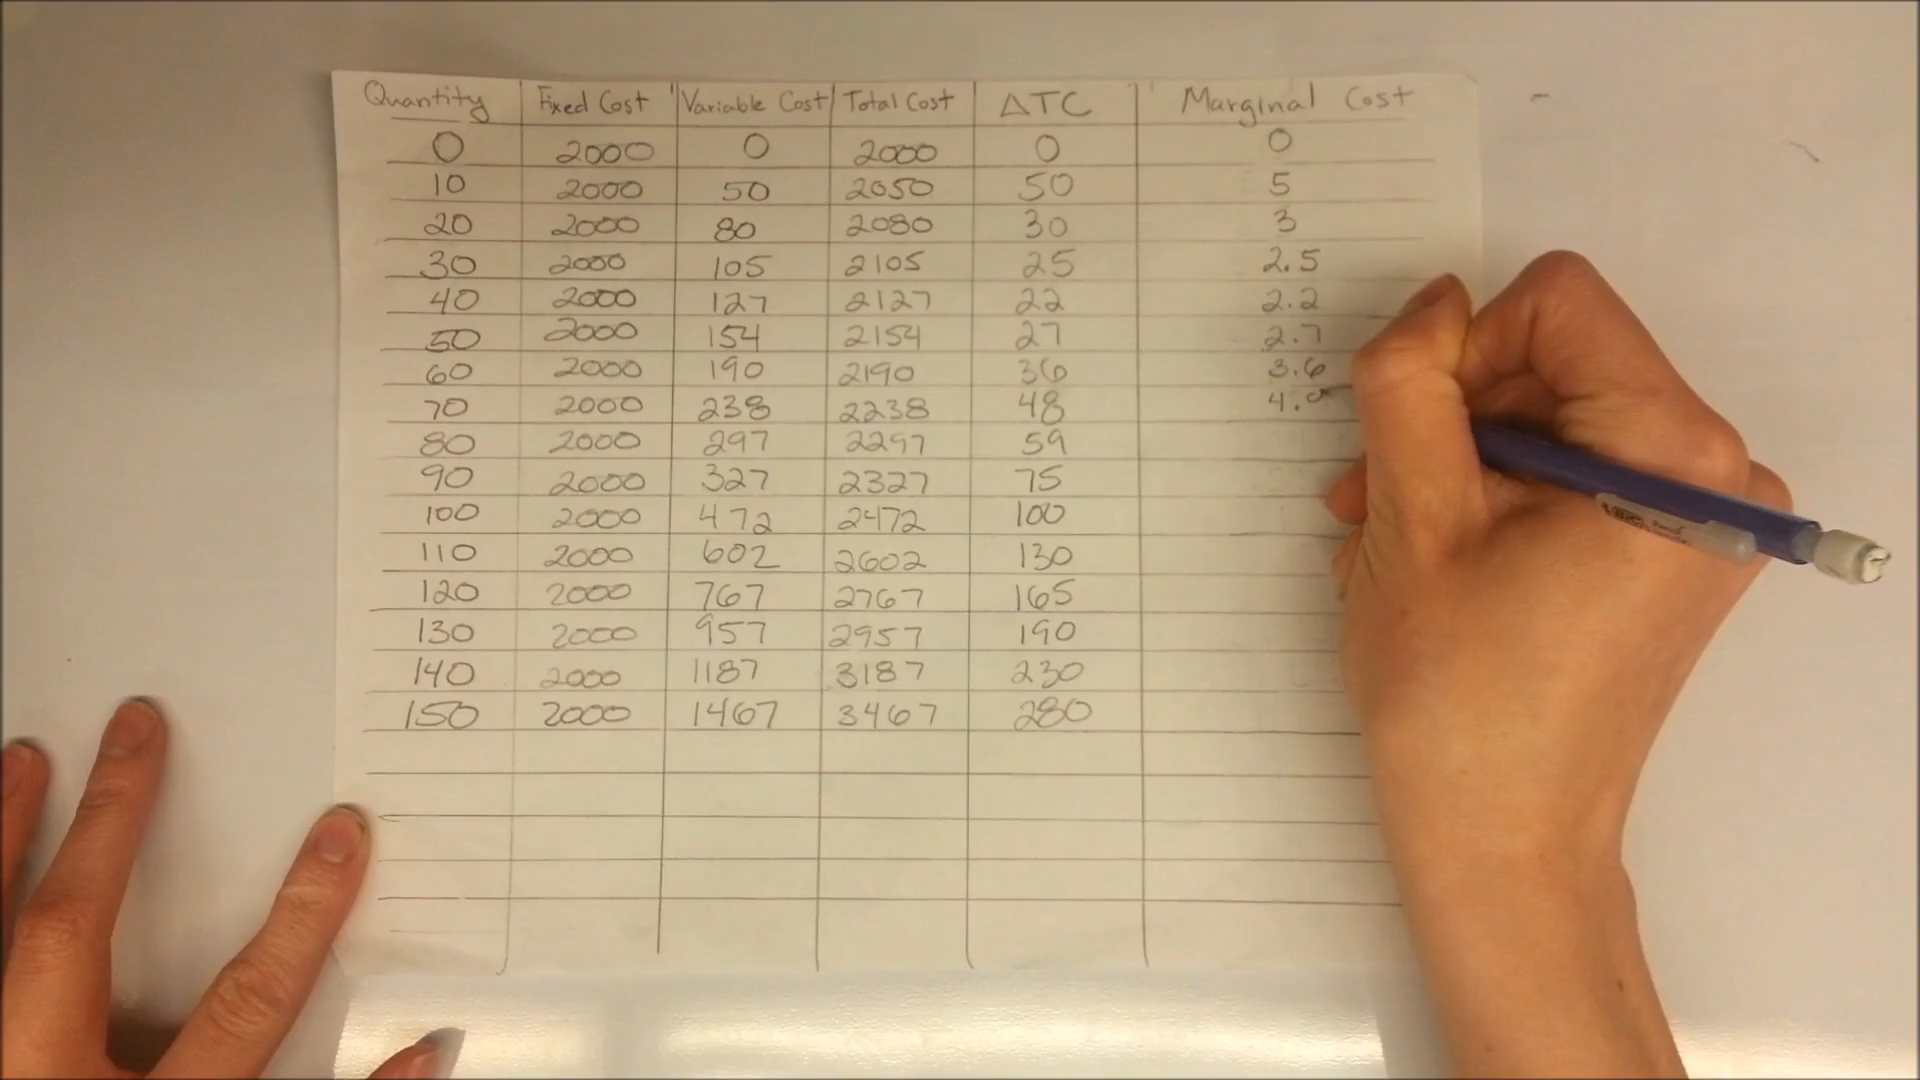 Quantity Fixed Cost Variable Cost Total Cost ΔTC Marginal Cost
0 2000 0 2000 0 0
10 2000 50 2050 50 5
20 2000 80 2080 30 3
30 2000 105 2105 25 2.5
40 2000 127 2127 22 2.2
50 2000 154 2154 27 2.7
60 2000 190 2190 36 3.6
70 2000 238 2238 48 4.
80 2000 297 2297 59
90 2000 327 2327 75
100 2000 472 2472 100
110 2000 602 2602 130
120 2000 767 2767 165
130 2000 957 2957 190
140 2000 1187 3187 230
150 2000 1467 3467 280